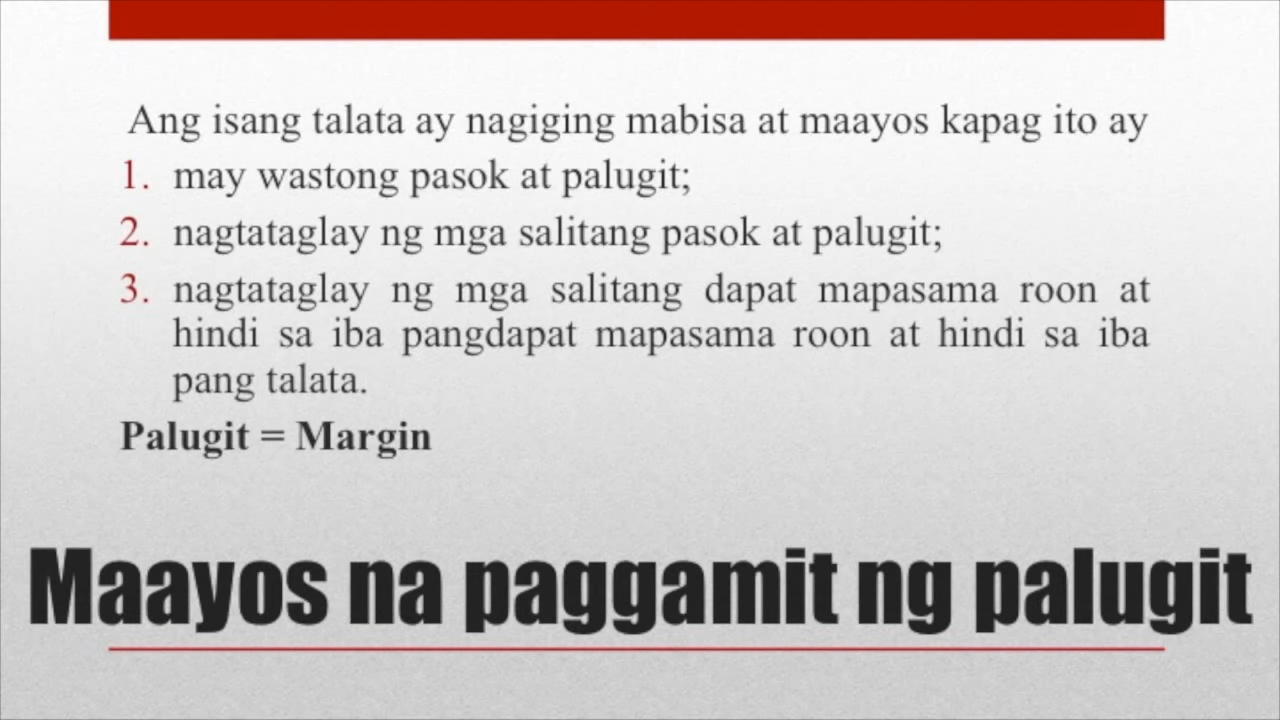 Ang isang talata ay nagiging mabisa at maayos kapag ito ay
1. may wastong pasok at palugit;
2. nagtataglay ng mga salitang pasok at palugit;
3. nagtataglay ng mga salitang dapat mapasama roon at
hindi sa iba pangdapat mapasama roon at hindi sa iba
pang talata.
Palugit = Margin
Maayos na paggamit ng palugit